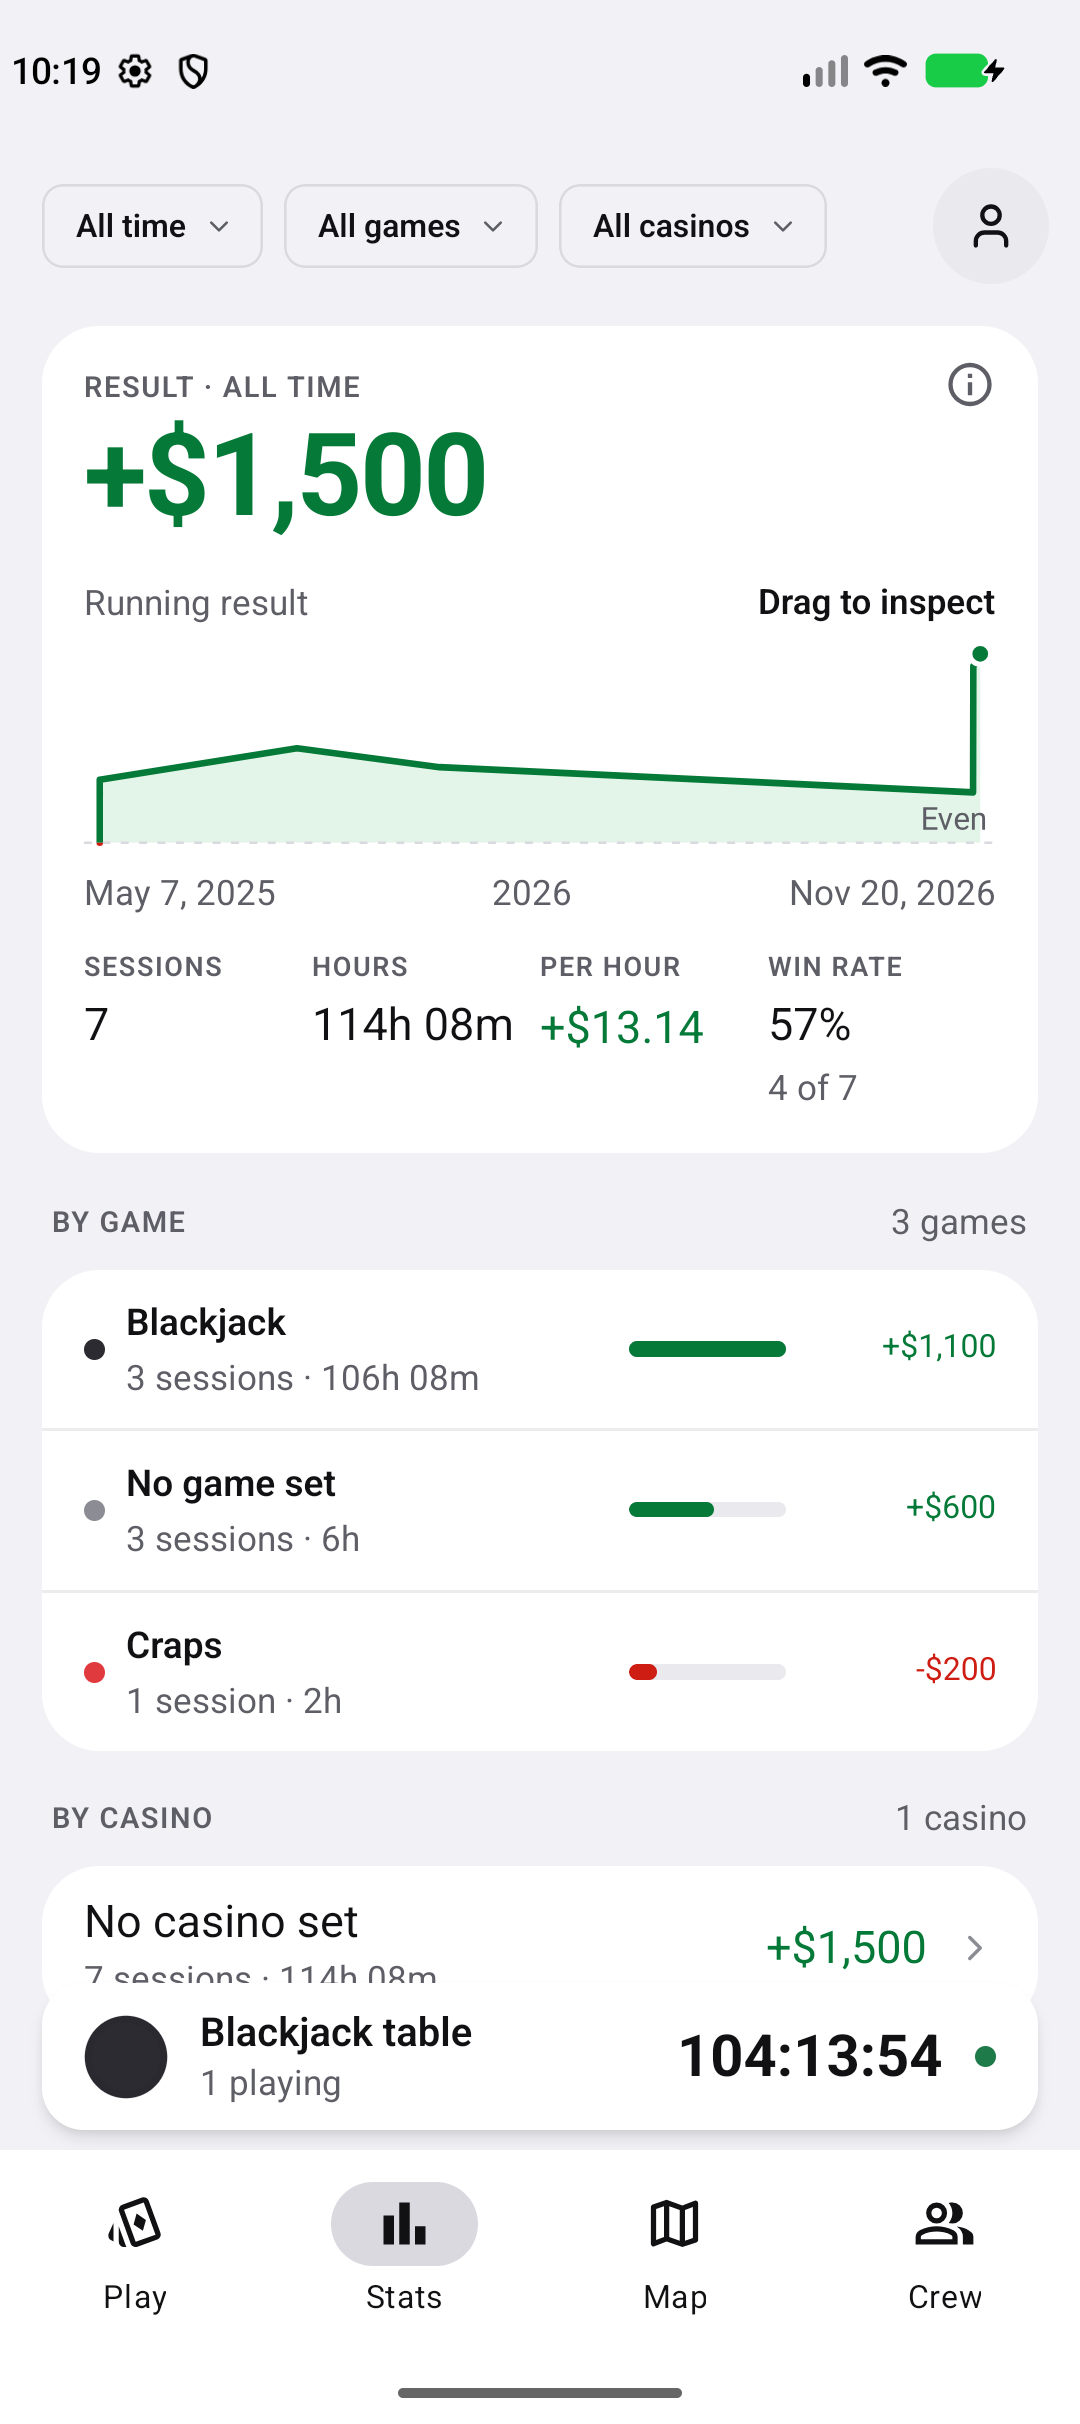 10:19
All time
All games
All casinos
RESULT · ALL TIME
+$1,500
Running result
Drag to inspect
Even
May 7, 2025
2026
Nov 20, 2026
SESSIONS
HOURS
PER HOUR
WIN RATE
7
114h 08m
+$13.14
57%
4 of 7
BY GAME
3 games
Blackjack
3 sessions · 106h 08m
+$1,100
No game set
3 sessions · 6h
+$600
Craps
1 session · 2h
-$200
BY CASINO
1 casino
No casino set
7 sessions · 114h 08m
+$1,500
Blackjack table
1 playing
104:13:54
Play
Stats
Map
Crew